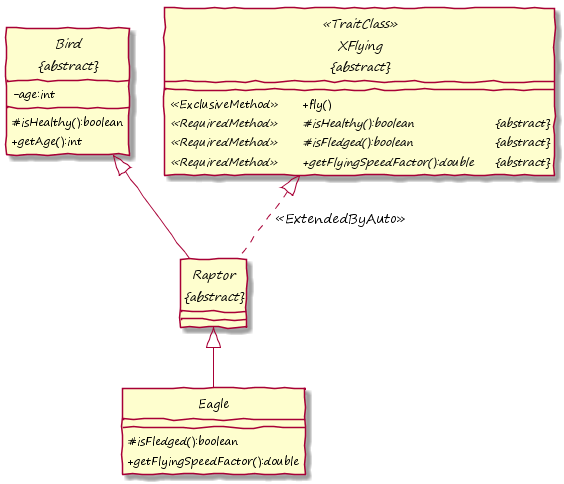 Bird
{abstract}
-age:int
#isHealthy():boolean
+getAge():int
«TraitClass»
XFlying
{abstract}
«ExclusiveMethod» +fly()
«RequiredMethod» #isHealthy():boolean {abstract}
«RequiredMethod» #isFledged():boolean {abstract}
«RequiredMethod» +getFlyingSpeedFactor():double {abstract}
«ExtendedByAuto»
Raptor
{abstract}
Eagle
#isFledged():boolean
+getFlyingSpeedFactor():double